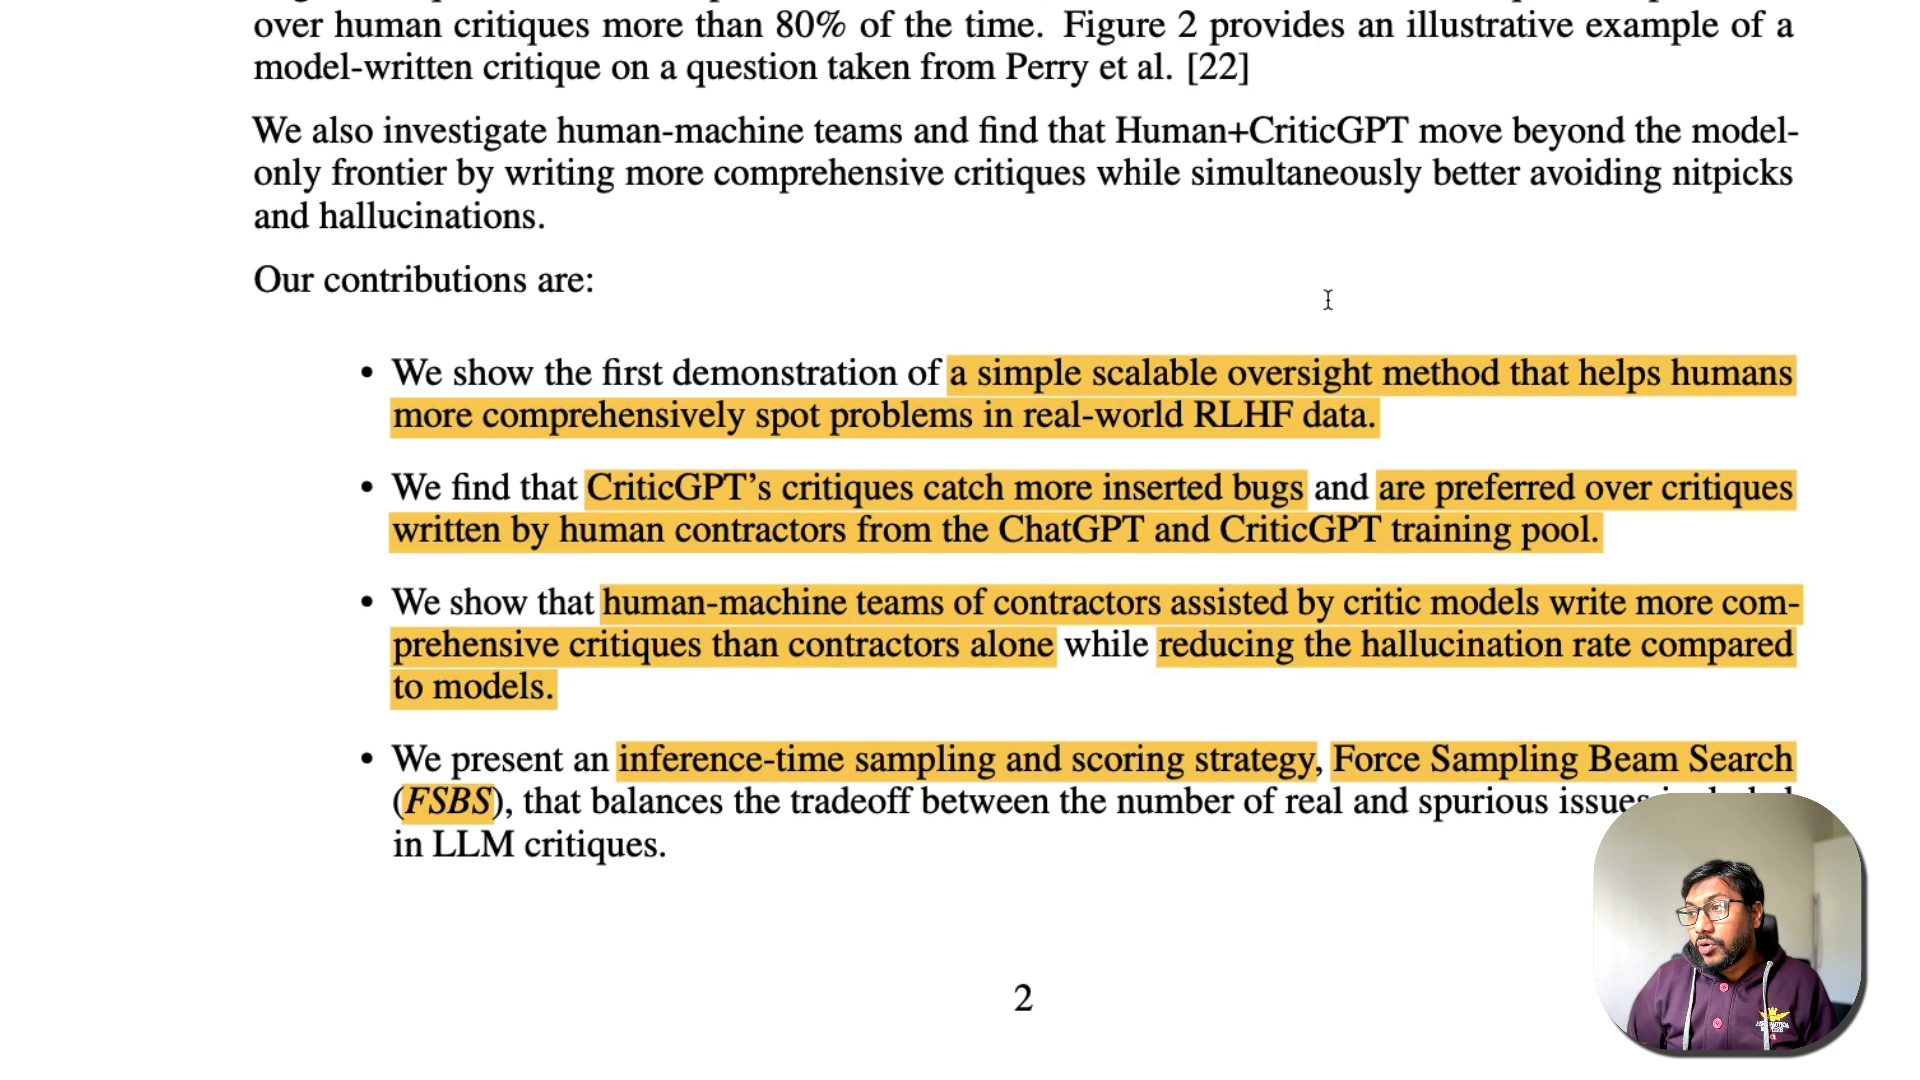 over human critiques more than 80% of the time. Figure 2 provides an illustrative example of a
model-written critique on a question taken from Perry et al. [22]
We also investigate human-machine teams and find that Human+CriticGPT move beyond the model-
only frontier by writing more comprehensive critiques while simultaneously better avoiding nitpicks
and hallucinations.
Our contributions are:
• We show the first demonstration of a simple scalable oversight method that helps humans
more comprehensively spot problems in real-world RLHF data.
• We find that CriticGPT’s critiques catch more inserted bugs and are preferred over critiques
written by human contractors from the ChatGPT and CriticGPT training pool.
• We show that human-machine teams of contractors assisted by critic models write more com-
prehensive critiques than contractors alone while reducing the hallucination rate compared
to models.
• We present an inference-time sampling and scoring strategy, Force Sampling Beam Search
(FSBS), that balances the tradeoff between the number of real and spurious issues
in LLM critiques.
2